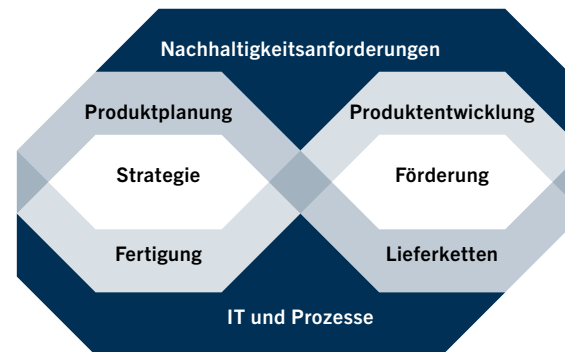 Nachhaltigkeitsanforderungen
Produktplanung
Produktentwicklung
Strategie
Förderung
Fertigung
Lieferketten
IT und Prozesse